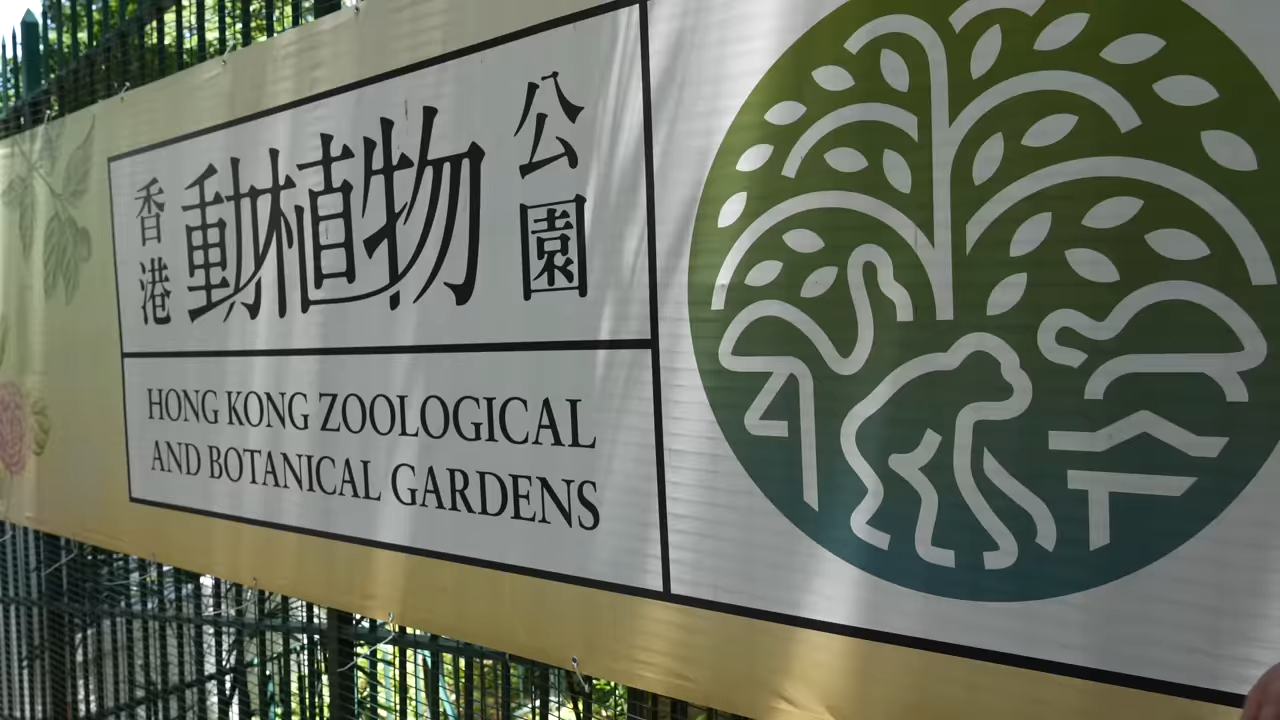 香港動植物公園
HONG KONG ZOOLOGICAL
AND BOTANICAL GARDENS